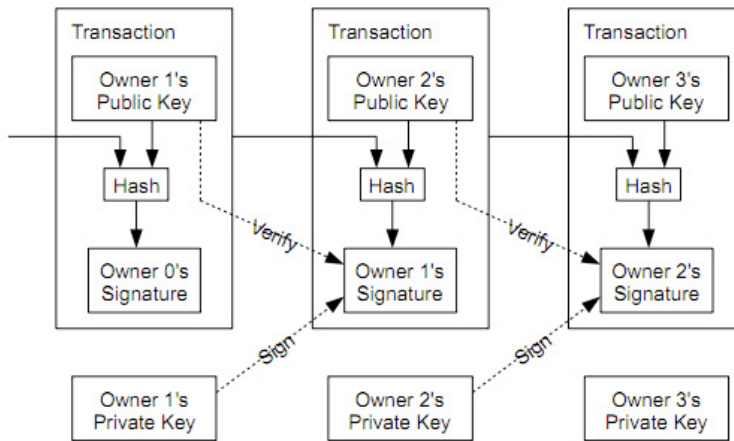 Transaction
Owner 1's
Public Key
Hash
Owner 0's
Signature
Verify
Transaction
Owner 2's
Public Key
Hash
Owner 1's
Signature
Verify
Transaction
Owner 3's
Public Key
Hash
Owner 2's
Signature
Owner 1's
Private Key
Sign
Owner 2's
Private Key
Sign
Owner 3's
Private Key